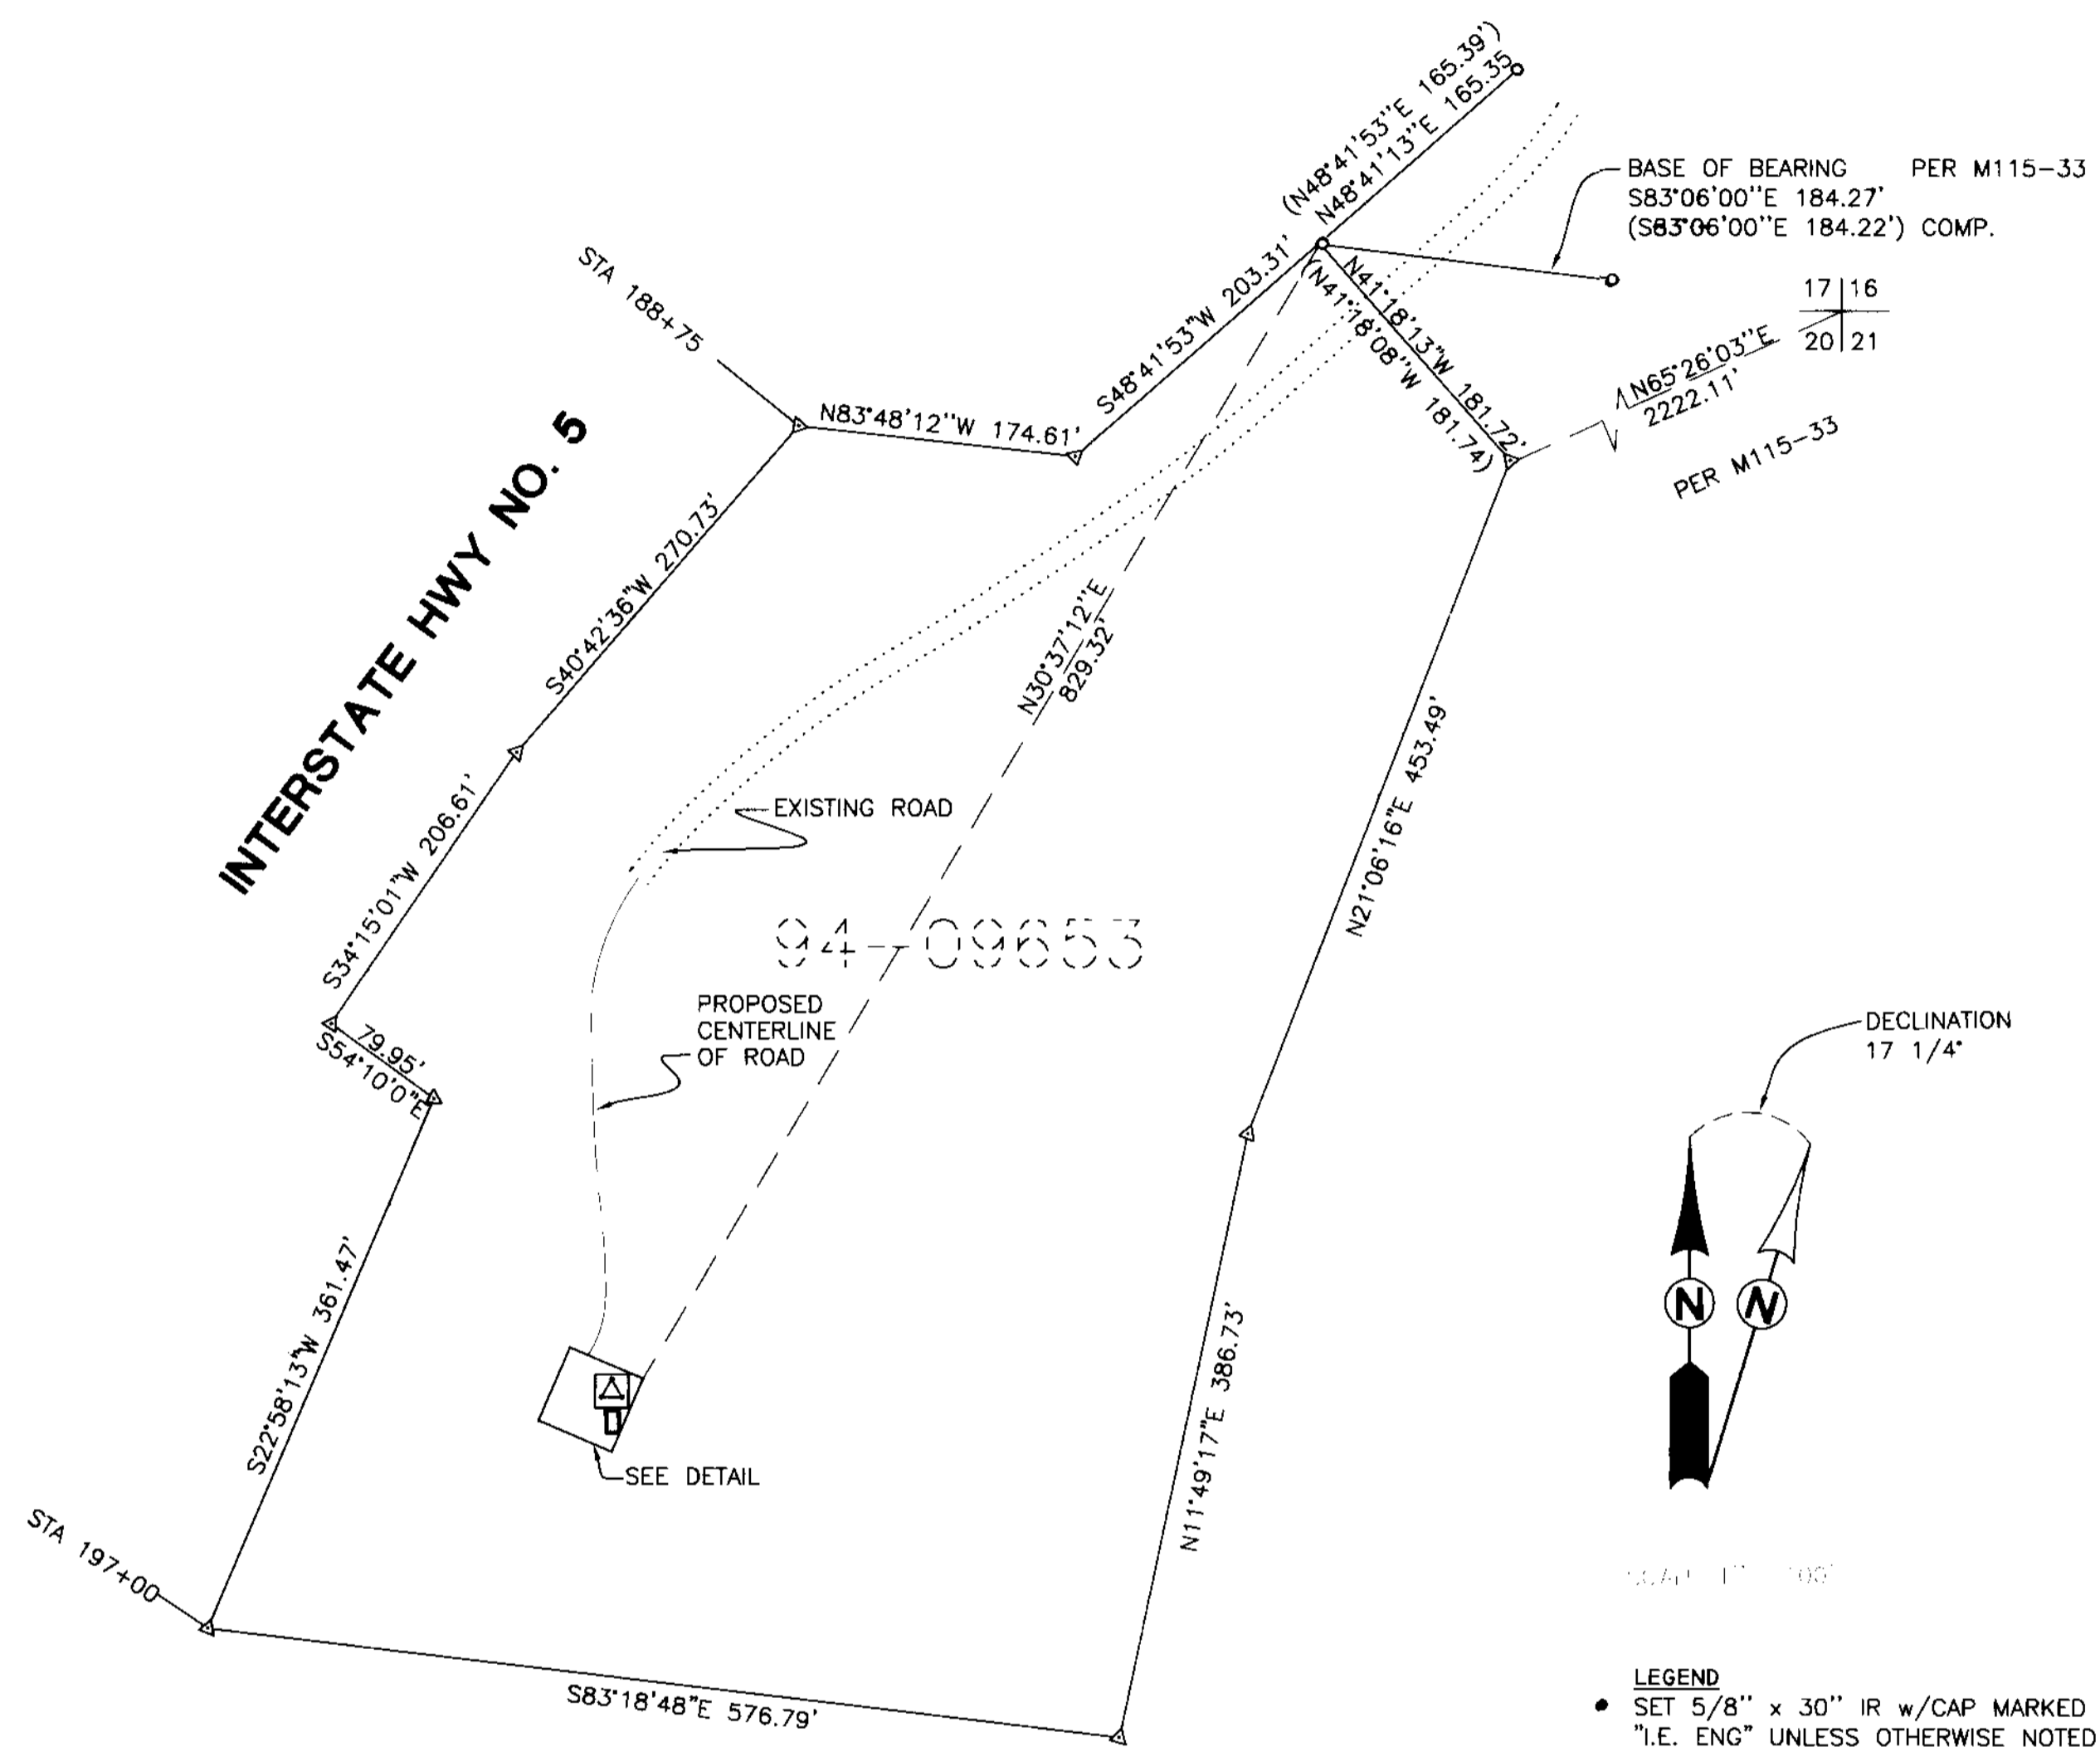 (N48°41'53"E 165.39')
N48°41'13"E 165.35'
BASE OF BEARING PER M115-33
S83°06'00"E 184.27'
(S83°06'00"E 184.22') COMP.
17 16
20 21
N65°26'03"E
2222.11'
PER M115-33
N41°18'13"W 181.72'
(N41°18'08"W 181.74)
S48°41'53"W 203.31'
STA 188+75
N83°48'12"W 174.61'
INTERSTATE HWY NO. 5
S40°42'36"W 270.73'
N30°37'12"E
829.32'
N21°06'16"E 453.49'
S34°15'01"W 206.61'
EXISTING ROAD
94-09653
PROPOSED
CENTERLINE
OF ROAD
79.95'
S54°10'0"E
DECLINATION
17 1/4°
N N
S22°58'13"W 361.47'
N11°49'17"E 386.73'
SEE DETAIL
STA 197+00
S83°18'48"E 576.79'
LEGEND
SET 5/8" x 30" IR w/CAP MARKED
"I.E. ENG" UNLESS OTHERWISE NOTED